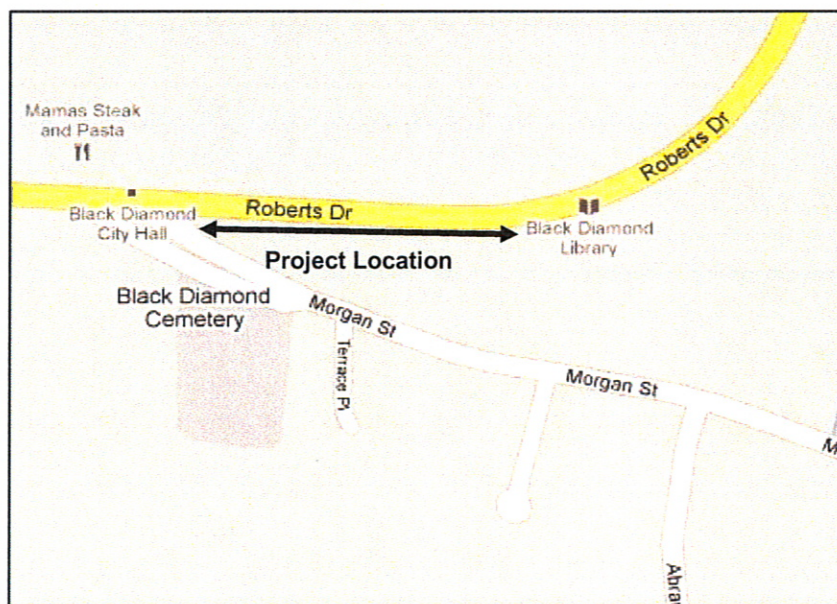 Mamas Steak
and Pasta
Roberts Dr
Roberts Dr
Black Diamond
City Hall
Black Diamond
Library
Project Location
Black Diamond
Cemetery
Morgan St
Terrace Pl
Morgan St
M
Abra